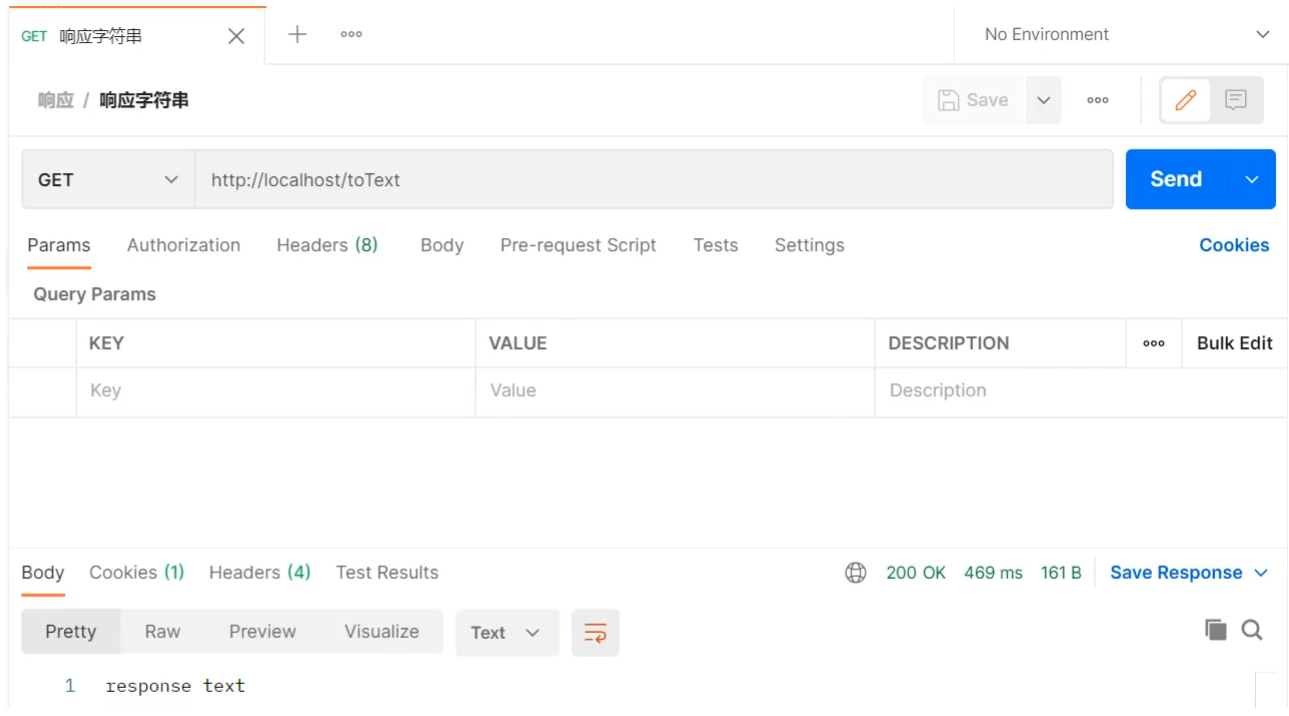 GET 响应字符串
No Environment
响应 / 响应字符串
Save
GET http://localhost/toText Send
Params Authorization Headers (8) Body Pre-request Script Tests Settings Cookies
Query Params
KEY VALUE DESCRIPTION Bulk Edit
Key Value Description
Body Cookies (1) Headers (4) Test Results 200 OK 469 ms 161 B Save Response
Pretty Raw Preview Visualize Text
1 response text